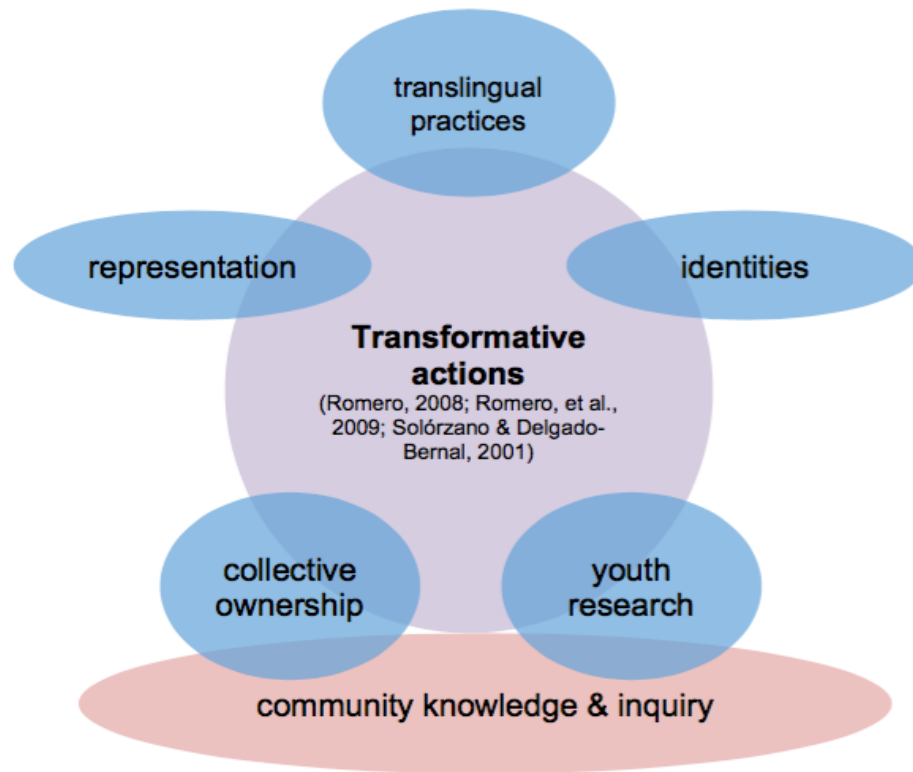 translingual
practices
representation
identities
Transformative
actions
(Romero, 2008; Romero, et al.,
2009; Solórzano & Delgado-
Bernal, 2001)
collective
ownership
youth
research
community knowledge & inquiry